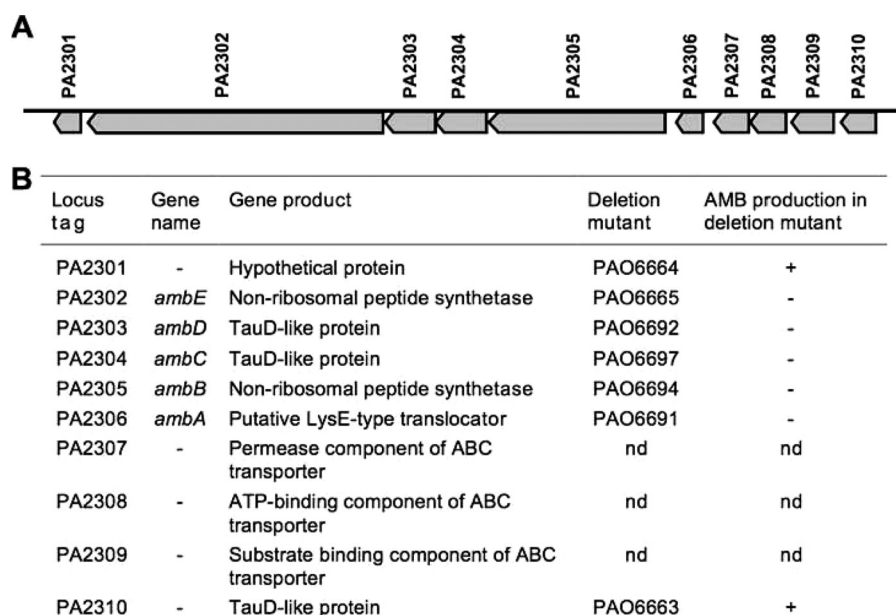 A
PA2301 PA2302 PA2303 PA2304 PA2305 PA2306 PA2307 PA2308 PA2309 PA2310
B
Locus Gene Gene product Deletion AMB production in
tag name mutant deletion mutant
PA2301 - Hypothetical protein PAO6664 +
PA2302 ambE Non-ribosomal peptide synthetase PAO6665 -
PA2303 ambD TauD-like protein PAO6692 -
PA2304 ambC TauD-like protein PAO6697 -
PA2305 ambB Non-ribosomal peptide synthetase PAO6694 -
PA2306 ambA Putative LysE-type translocator PAO6691 -
PA2307 - Permease component of ABC nd nd
transporter
PA2308 - ATP-binding component of ABC nd nd
transporter
PA2309 - Substrate binding component of ABC nd nd
transporter
PA2310 - TauD-like protein PAO6663 +